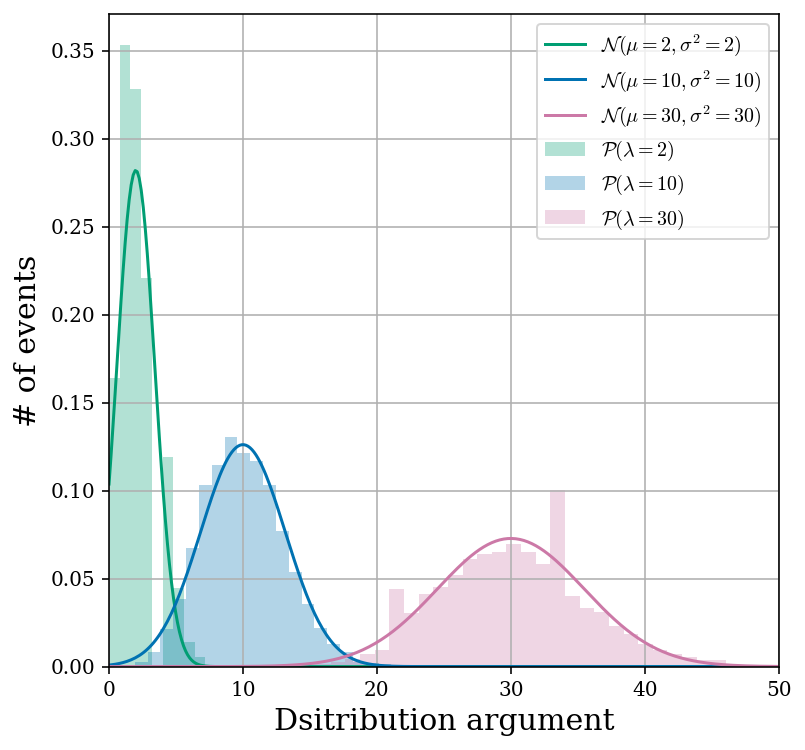 0.35
0.30
0.25
0.20
0.15
0.10
0.05
0.00
# of events
0 10 20 30 40 50
Dsitribution argument
𝒩(μ = 2, σ² = 2)
𝒩(μ = 10, σ² = 10)
𝒩(μ = 30, σ² = 30)
𝒫(λ = 2)
𝒫(λ = 10)
𝒫(λ = 30)